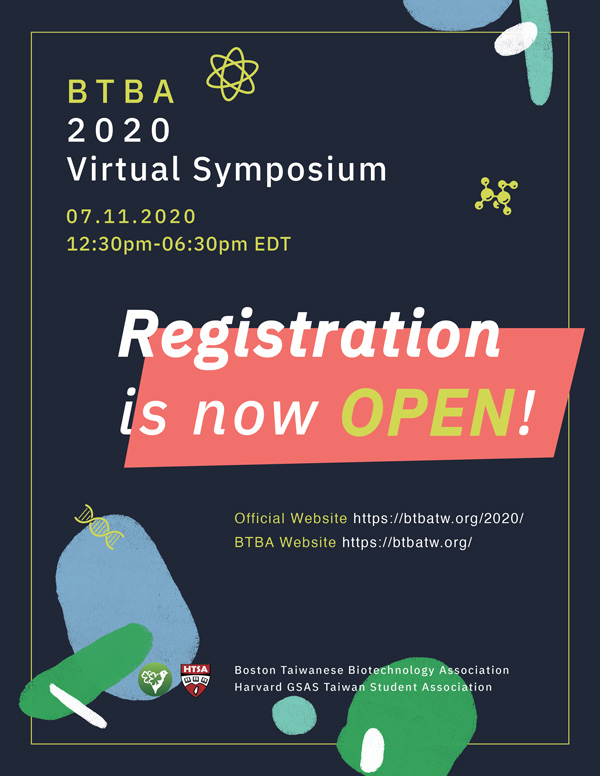 BTBA
2020
Virtual Symposium
07.11.2020
12:30pm-06:30pm EDT
Registration
is now OPEN!
Official Website https://btbatw.org/2020/
BTBA Website https://btbatw.org/
HTSA
Boston Taiwanese Biotechnology Association
Harvard GSAS Taiwan Student Association